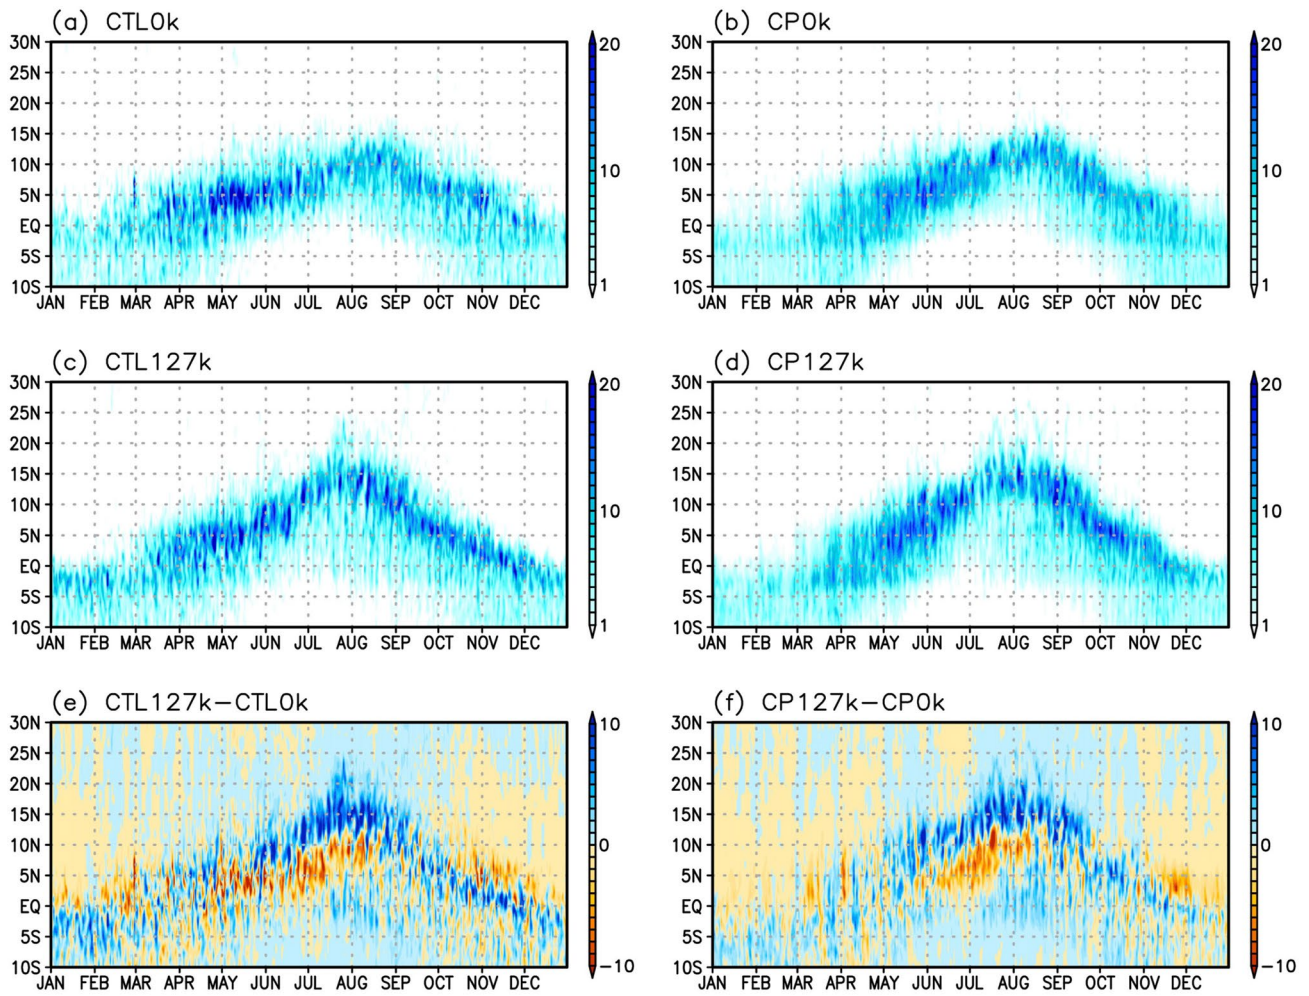 (a) CTL0k
30N
25N
20N
15N
10N
5N
EQ
5S
10S
JAN FEB MAR APR MAY JUN JUL AUG SEP OCT NOV DEC
20
10
1
(b) CP0k
30N
25N
20N
15N
10N
5N
EQ
5S
10S
JAN FEB MAR APR MAY JUN JUL AUG SEP OCT NOV DEC
20
10
1
(c) CTL127k
30N
25N
20N
15N
10N
5N
EQ
5S
10S
JAN FEB MAR APR MAY JUN JUL AUG SEP OCT NOV DEC
20
10
1
(d) CP127k
30N
25N
20N
15N
10N
5N
EQ
5S
10S
JAN FEB MAR APR MAY JUN JUL AUG SEP OCT NOV DEC
20
10
1
(e) CTL127k−CTL0k
30N
25N
20N
15N
10N
5N
EQ
5S
10S
JAN FEB MAR APR MAY JUN JUL AUG SEP OCT NOV DEC
10
0
−10
(f) CP127k−CP0k
30N
25N
20N
15N
10N
5N
EQ
5S
10S
JAN FEB MAR APR MAY JUN JUL AUG SEP OCT NOV DEC
10
0
−10